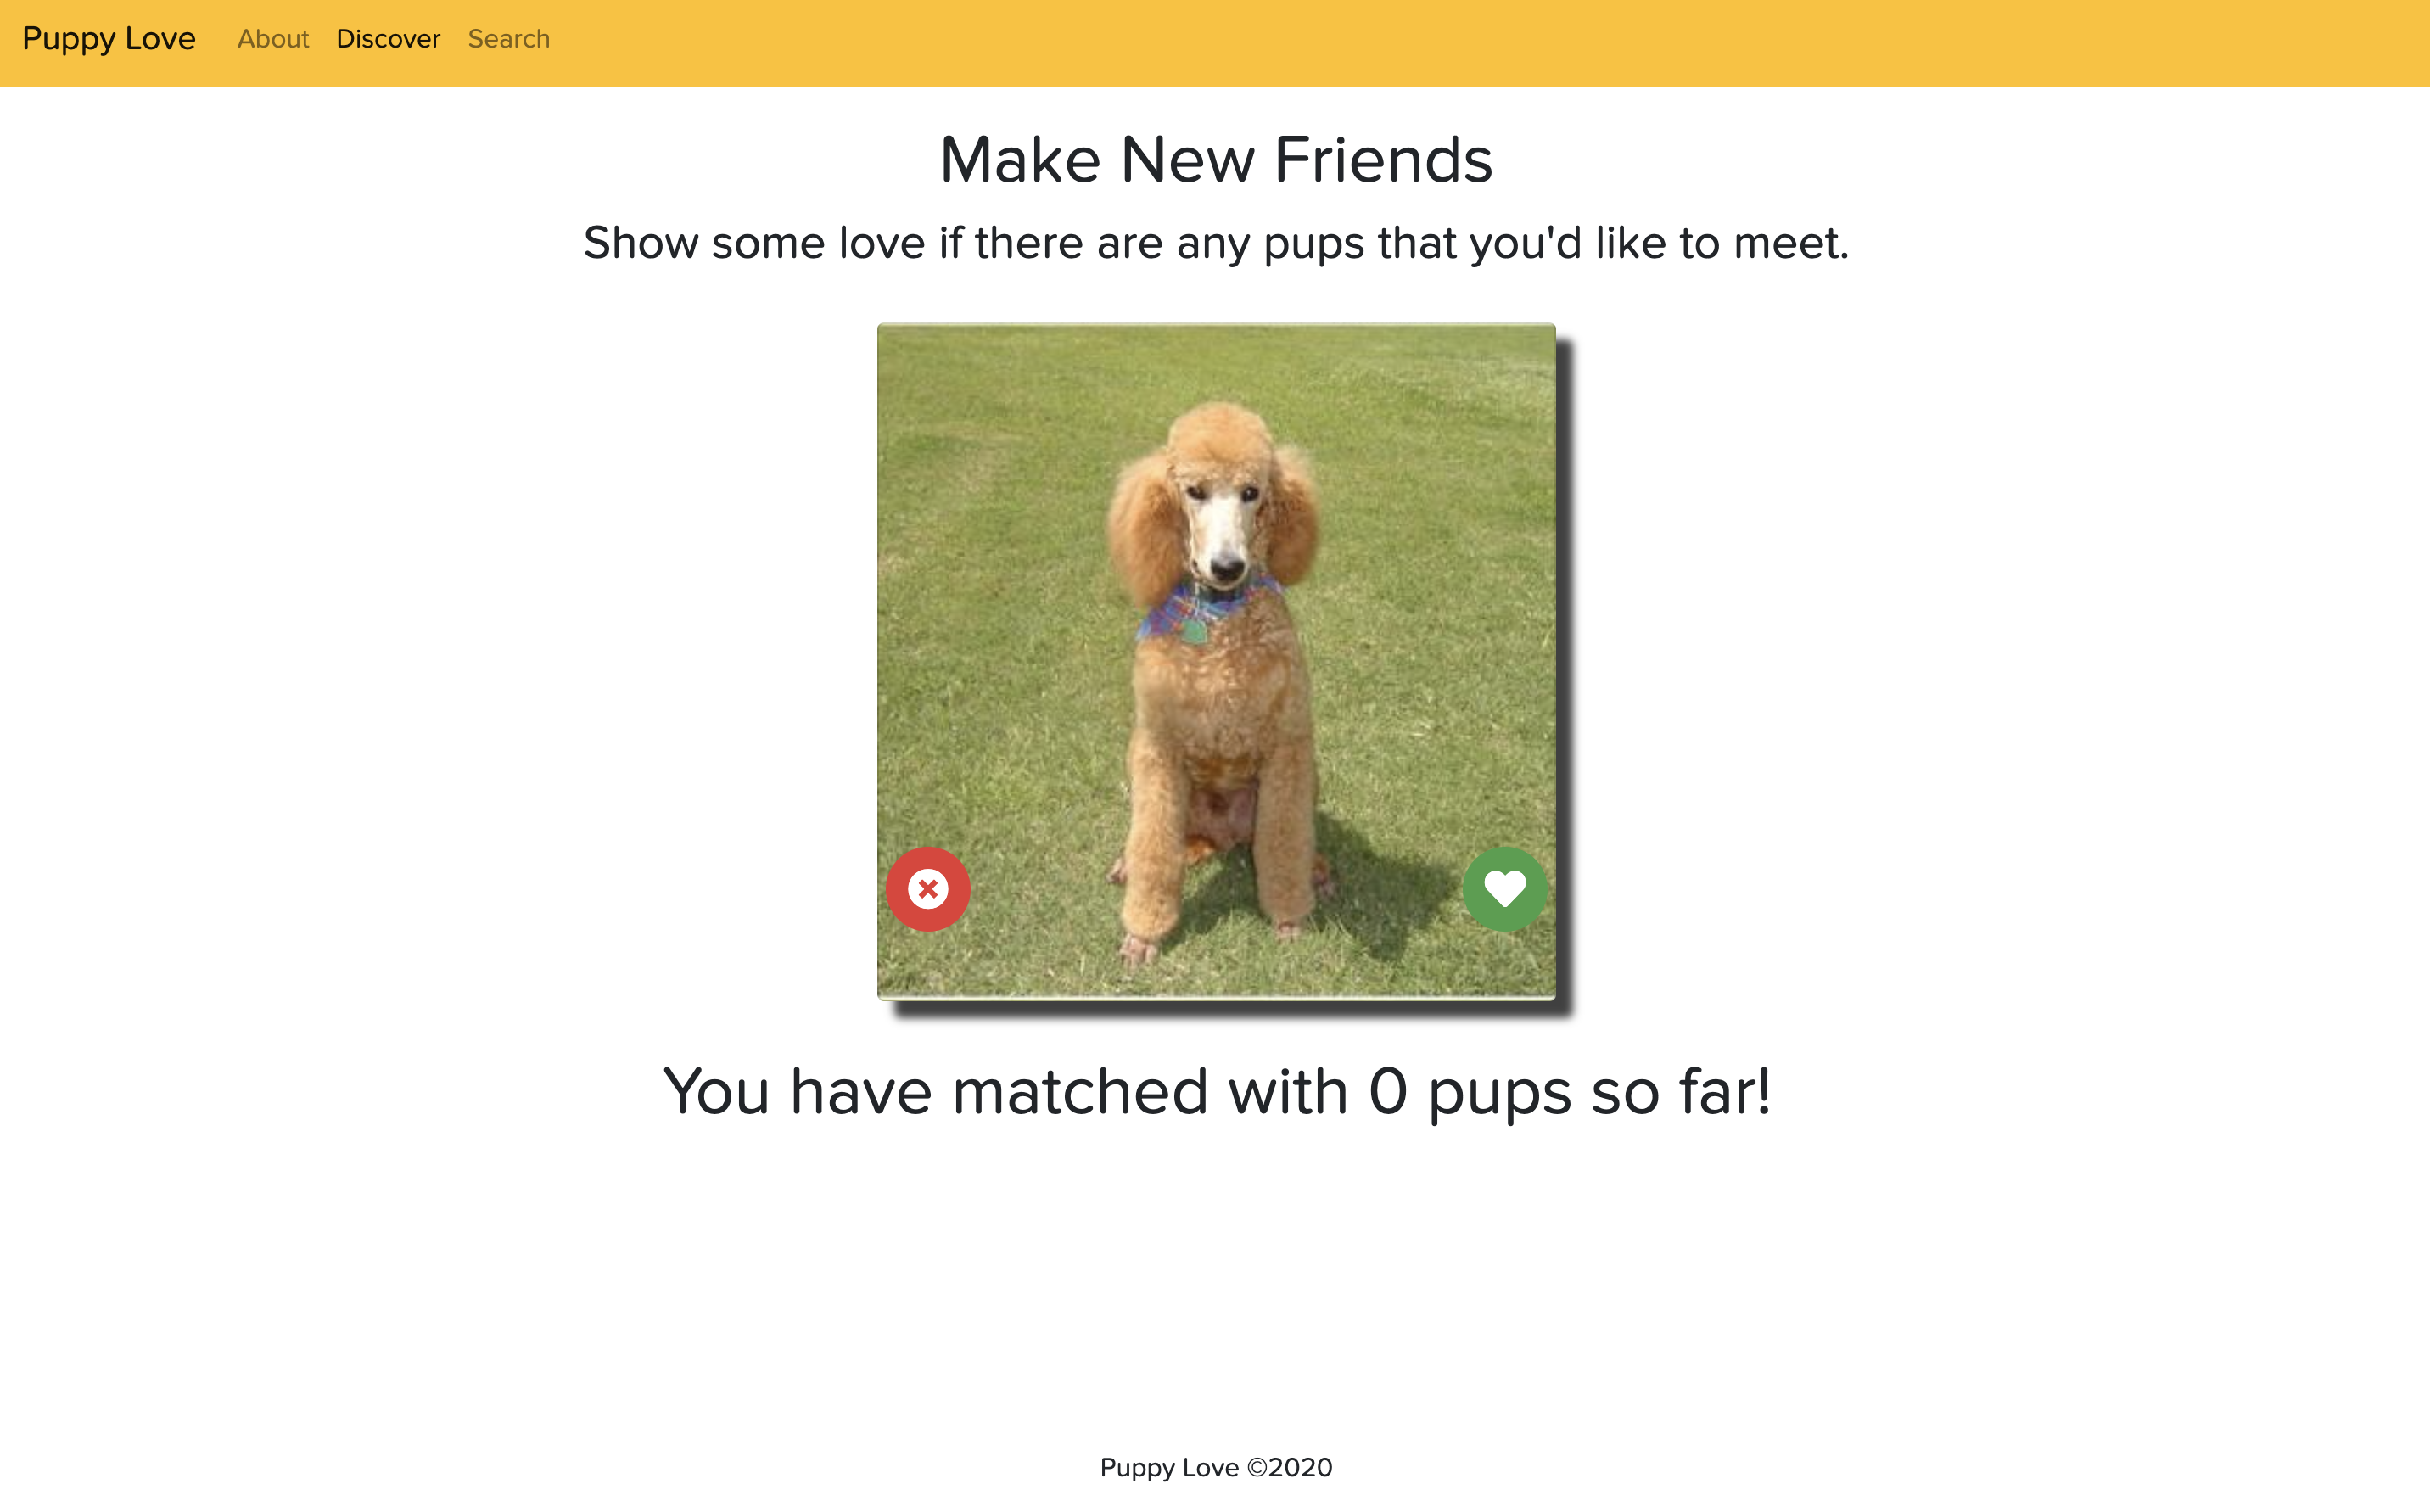 Puppy Love About Discover Search
Make New Friends
Show some love if there are any pups that you'd like to meet.
You have matched with 0 pups so far!
Puppy Love ©2020